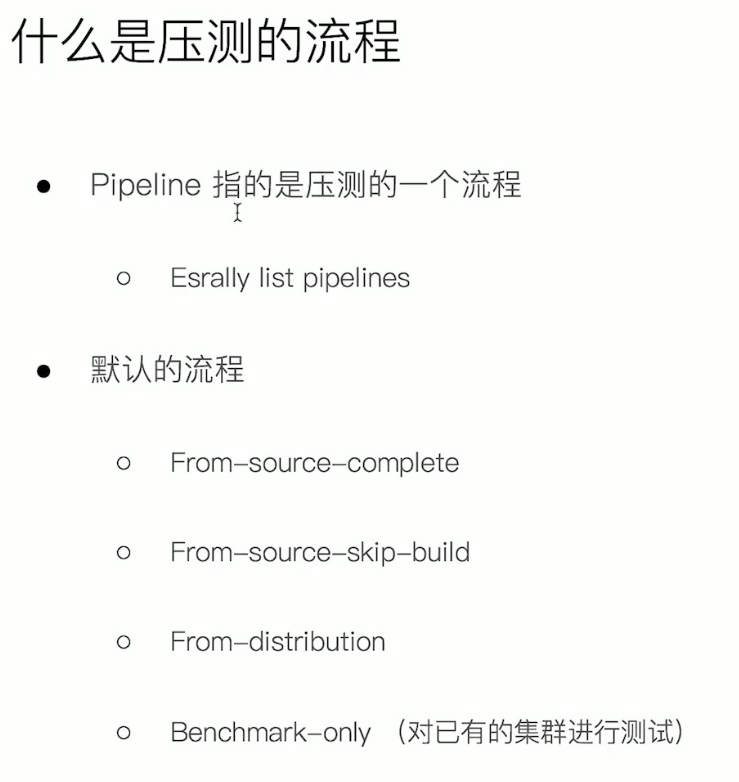 什么是压测的流程
Pipeline 指的是压测的一个流程
Esrally list pipelines
默认的流程
From–source–complete
From–source–skip–build
From–distribution
Benchmark–only （对已有的集群进行测试）